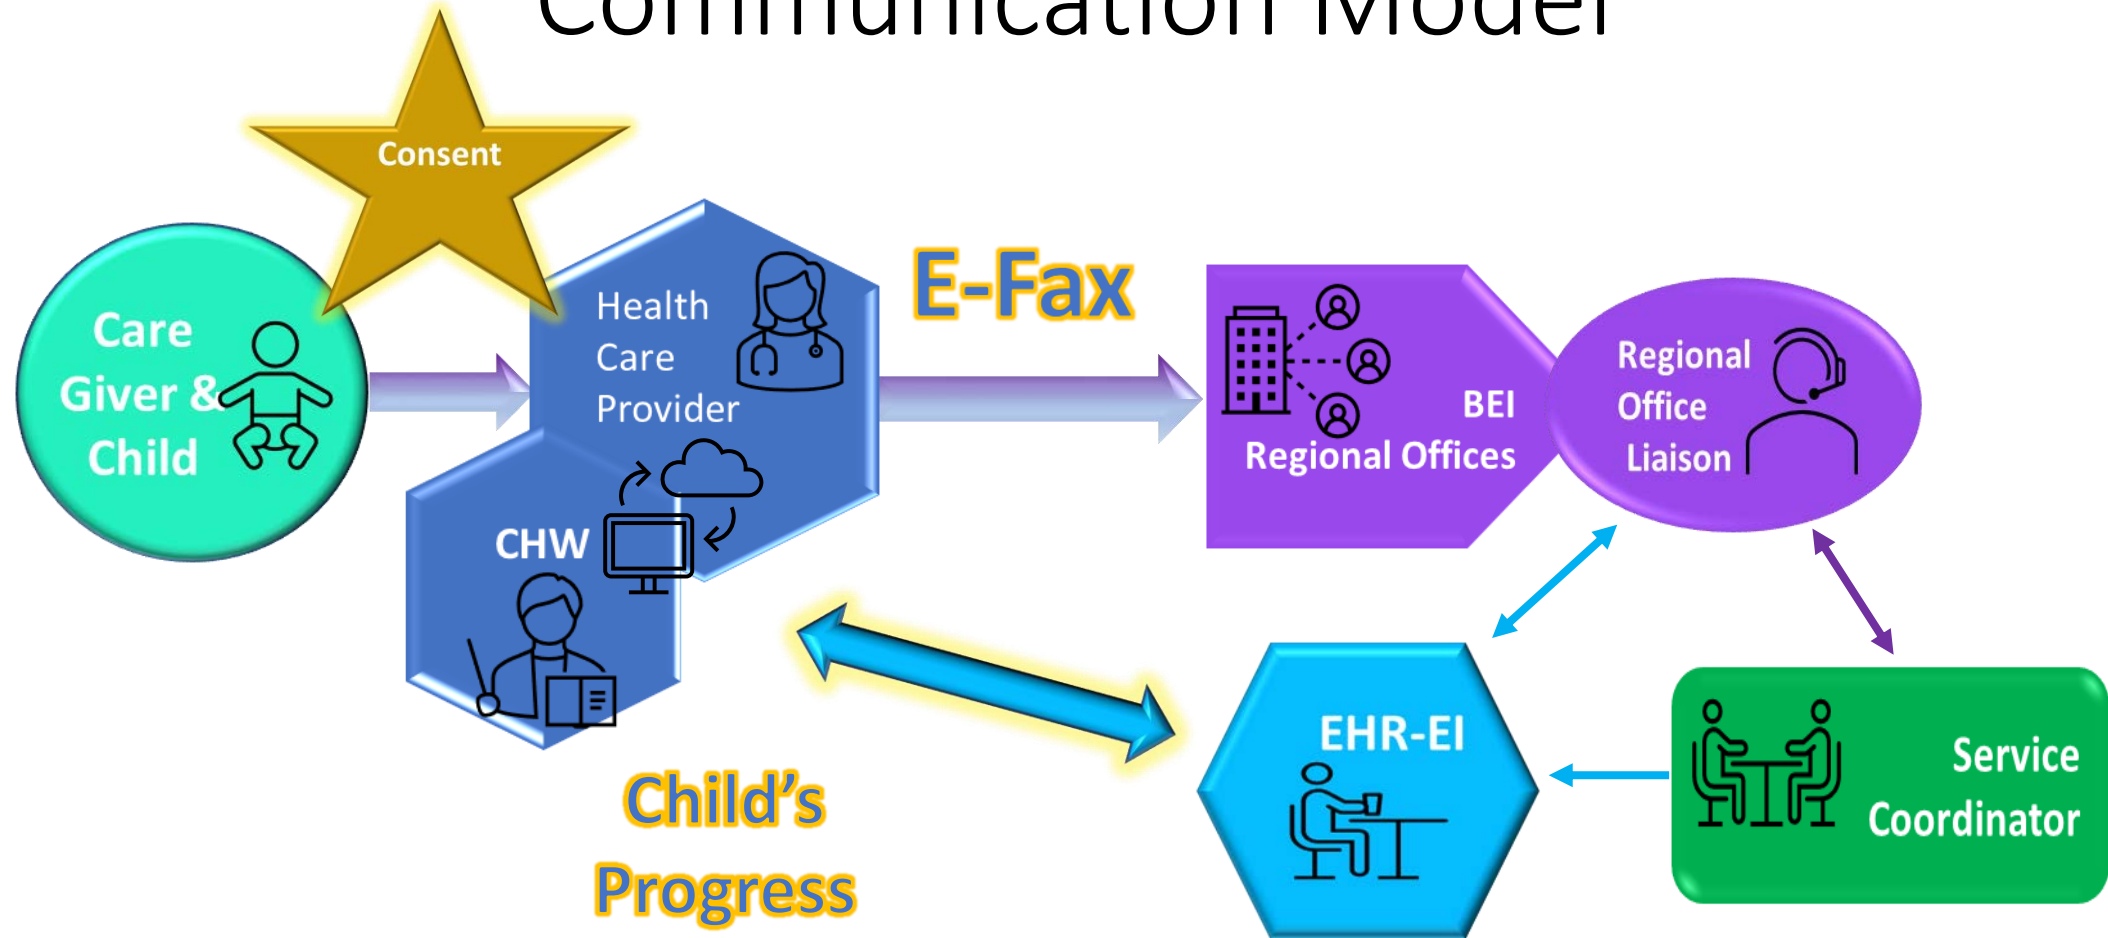 Communication Model
Consent
Care
Giver &
Child
Health
Care
Provider
CHW
E-Fax
BEI
Regional Offices
Regional
Office
Liaison
Child's
Progress
EHR-EI
Service
Coordinator